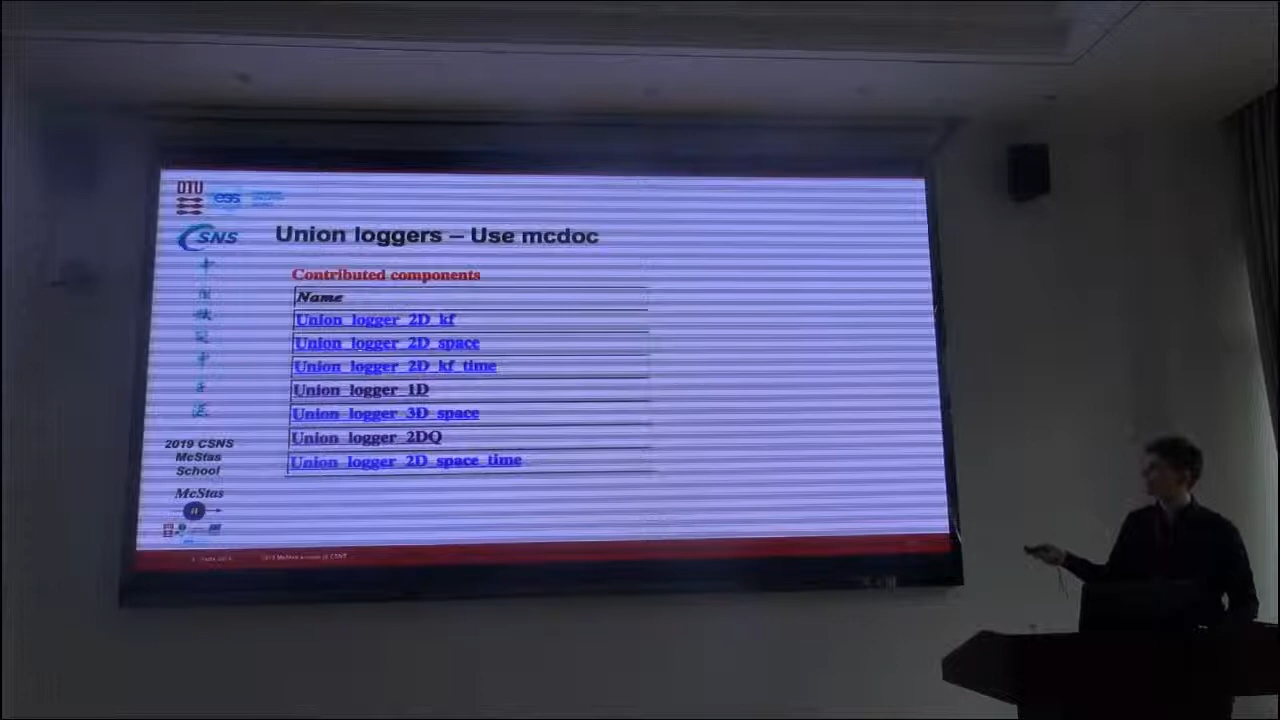 DTU
ess
CSNS
Union loggers – Use mcdoc
Contributed components
Name
Union_logger_2D_kf
Union_logger_2D_space
Union_logger_2D_kf_time
Union_logger_1D
Union_logger_3D_space
Union_logger_2DQ
Union_logger_2D_space_time
2019 CSNS
McStas
School
McStas